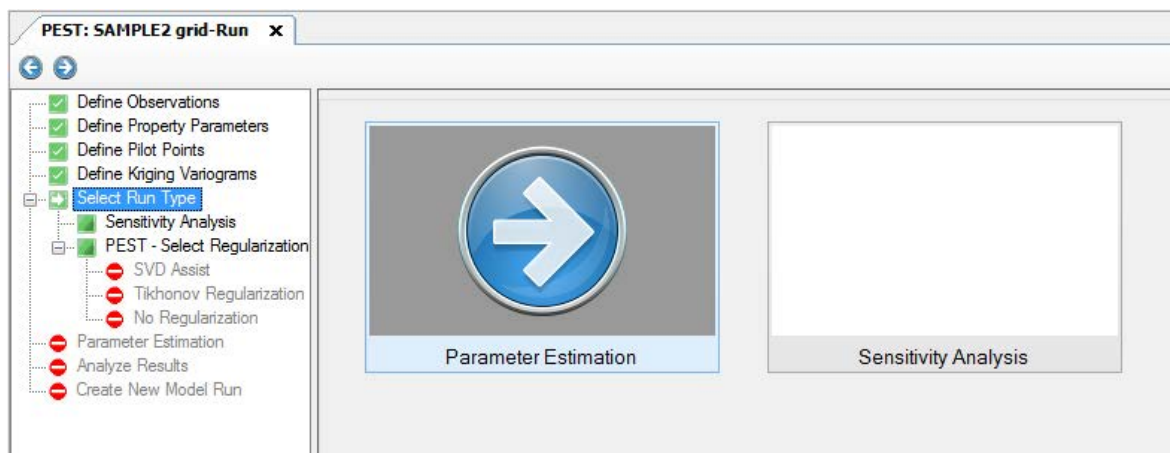 PEST: SAMPLE2 grid-Run x
Define Observations
Define Property Parameters
Define Pilot Points
Define Kriging Variograms
Select Run Type
Sensitivity Analysis
PEST - Select Regularization
SVD Assist
Tikhonov Regularization
No Regularization
Parameter Estimation
Analyze Results
Create New Model Run
Parameter Estimation
Sensitivity Analysis